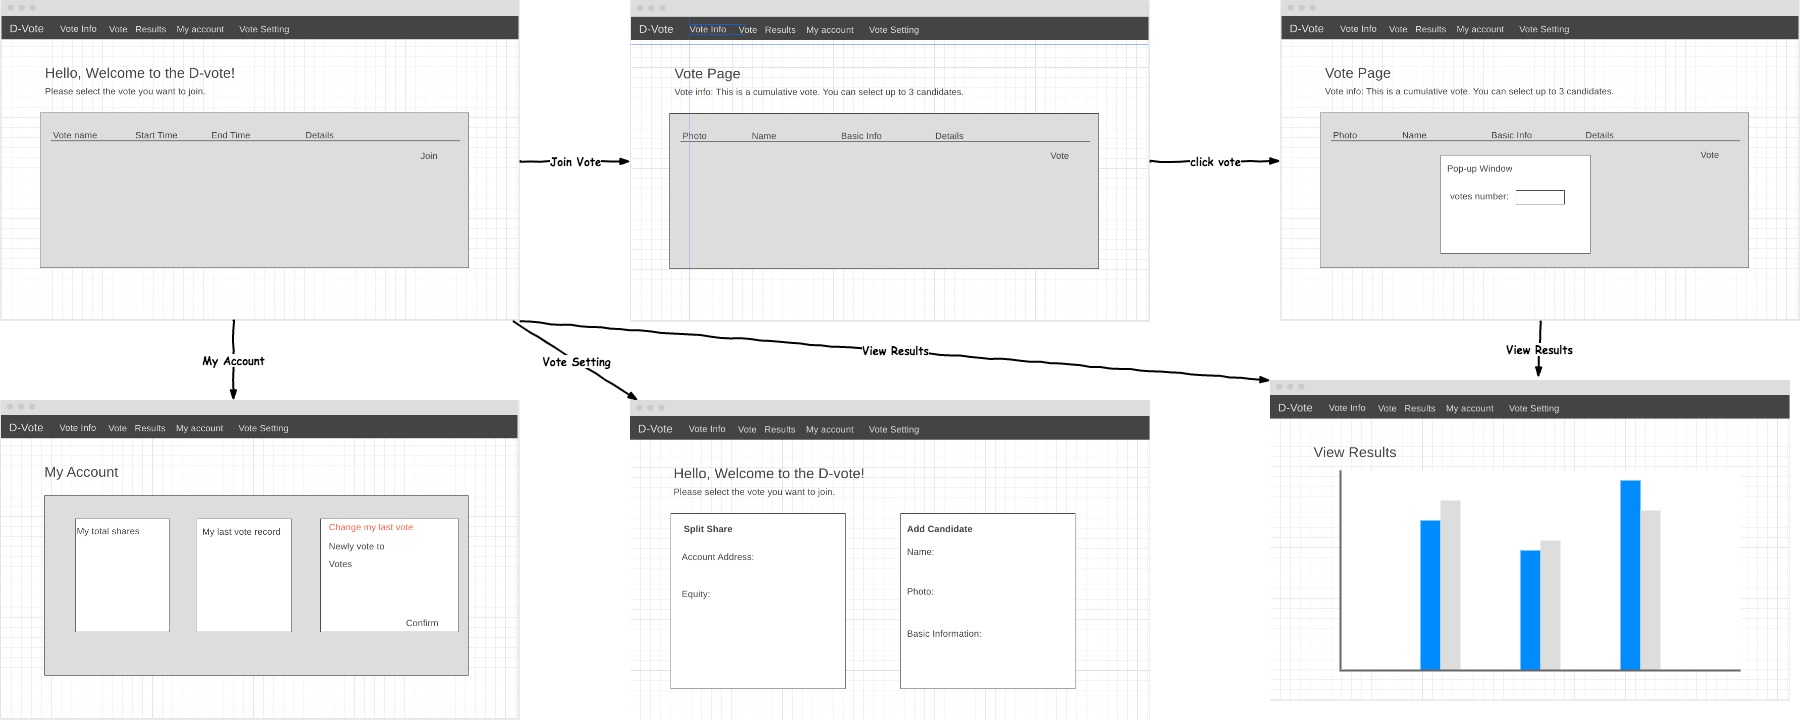 D-Vote Vote Info Vote Results My account Vote Setting
Hello, Welcome to the D-vote!
Please select the vote you want to join.
Vote name Start Time End Time Details
Join
Join Vote
D-Vote Vote Info Vote Results My account Vote Setting
Vote Page
Vote info: This is a cumulative vote. You can select up to 3 candidates.
Photo Name Basic Info Details
Vote
click vote
D-Vote Vote Info Vote Results My account Vote Setting
Vote Page
Vote info: This is a cumulative vote. You can select up to 3 candidates.
Photo Name Basic Info Details
Vote
Pop-up Window
votes number:
My Account
Vote Setting
View Results
View Results
D-Vote Vote Info Vote Results My account Vote Setting
My Account
My total shares
My last vote record
Change my last vote
Newly vote to
Votes
Confirm
D-Vote Vote Info Vote Results My account Vote Setting
Hello, Welcome to the D-vote!
Please select the vote you want to join.
Split Share
Account Address:
Equity:
Add Candidate
Name:
Photo:
Basic Information:
D-Vote Vote Info Vote Results My account Vote Setting
View Results